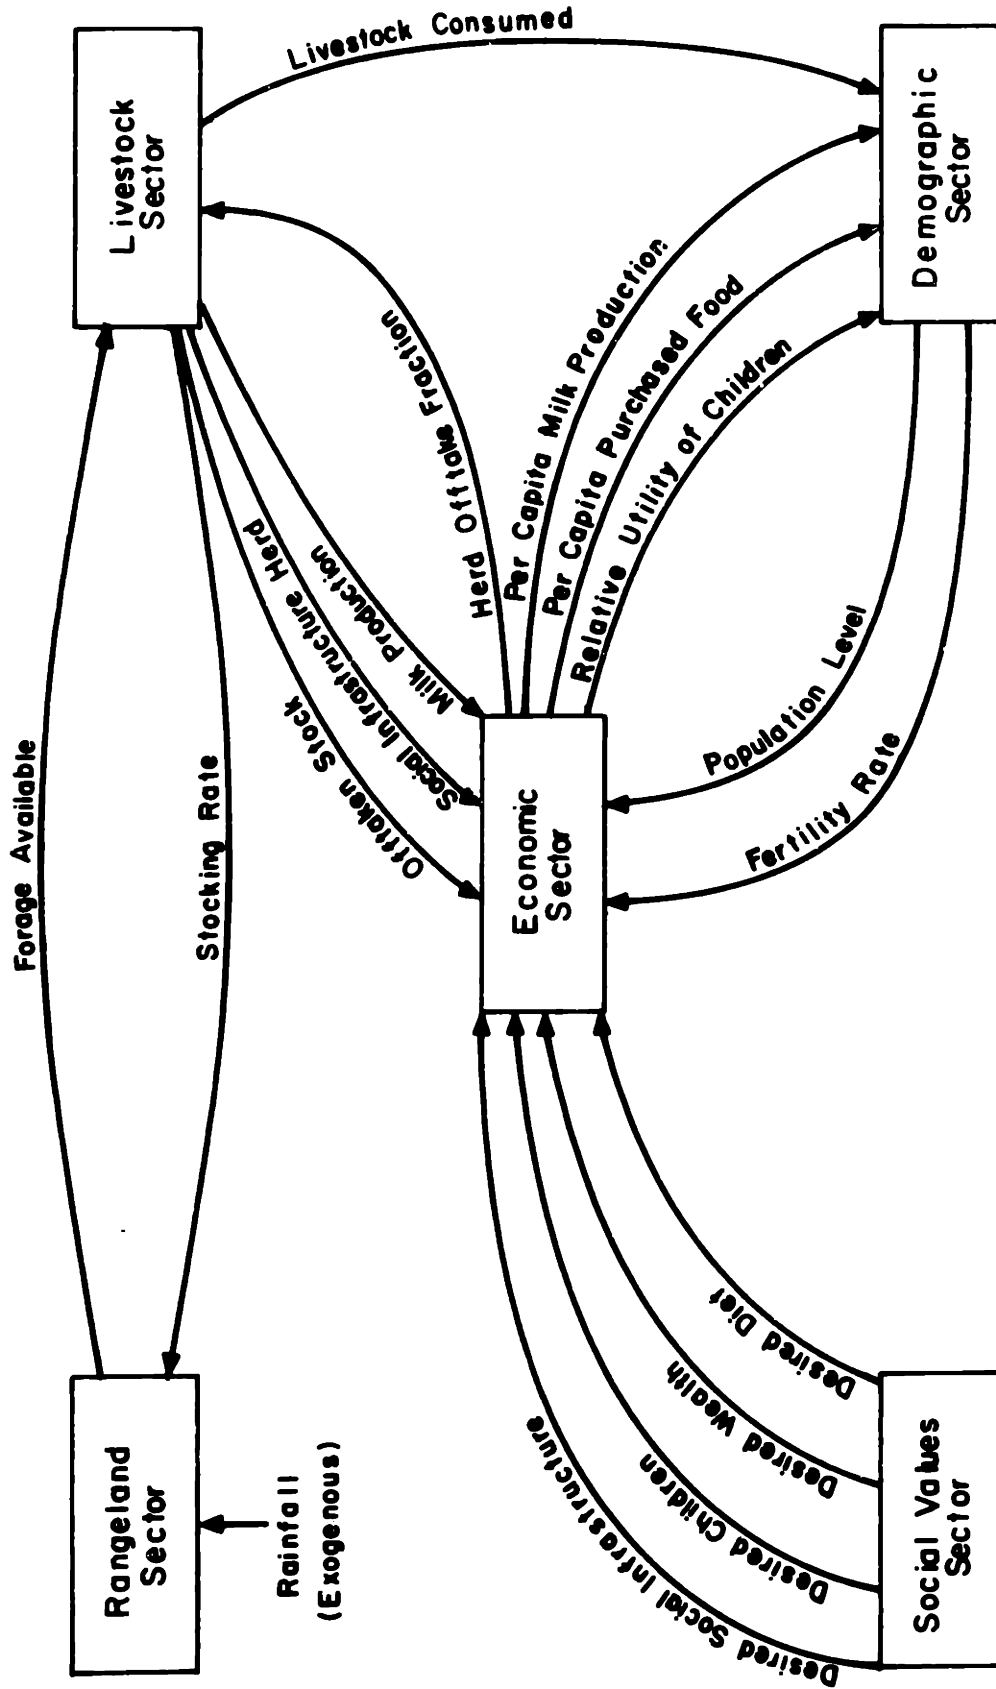 Rangeland
Sector
Rainfall
(Exogenous)
Forage Available
Stocking Rate
Livestock
Sector
Livestock Consumed
Offtaken Stock
Social Infrastructure Herd
Milk Production
Herd Offtake Fraction
Economic
Sector
Per Capita Milk Production
Per Capita Purchased Food
Relative Utility of Children
Population Level
Fertility Rate
Demographic
Sector
Desired Social Infrastructure
Desired Children
Desired Wealth
Desired Diet
Social Values
Sector